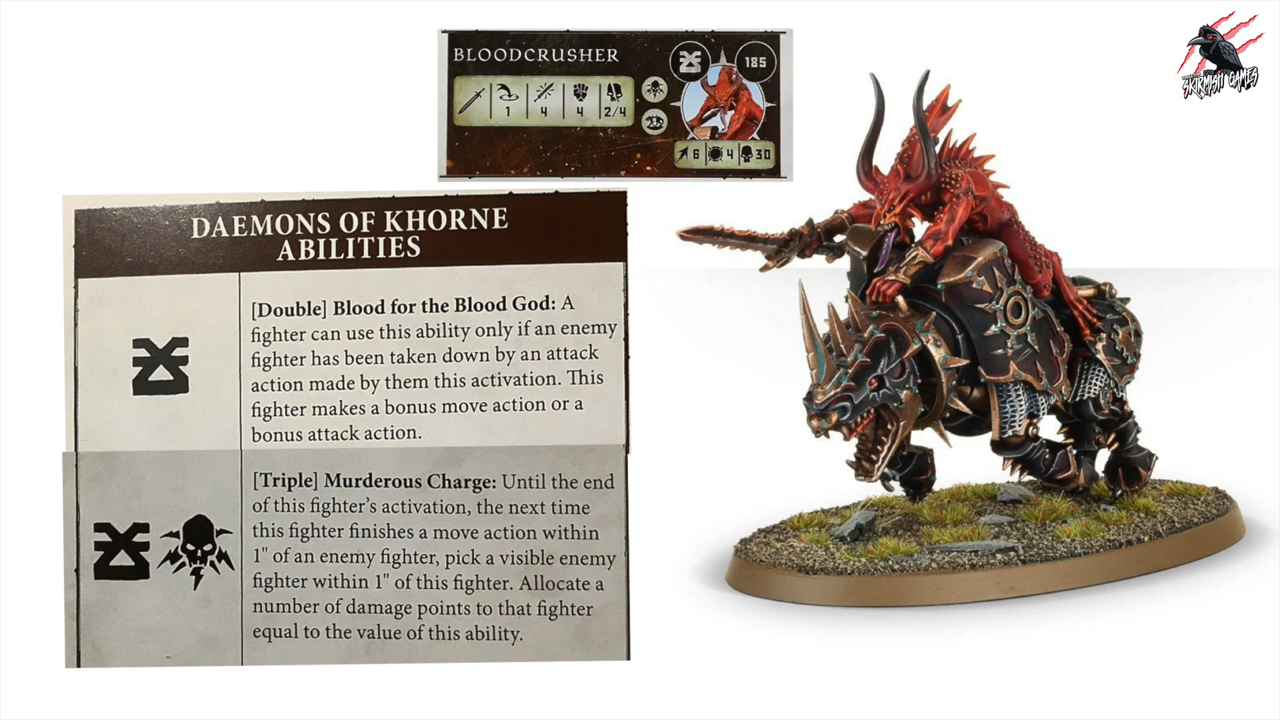 BLOODCRUSHER
185
1 4 4 2/4
6 4 30
SKIRMISH GAMES
DAEMONS OF KHORNE
ABILITIES
[Double] Blood for the Blood God: A
fighter can use this ability only if an enemy
fighter has been taken down by an attack
action made by them this activation. This
fighter makes a bonus move action or a
bonus attack action.
[Triple] Murderous Charge: Until the end
of this fighter's activation, the next time
this fighter finishes a move action within
1" of an enemy fighter, pick a visible enemy
fighter within 1" of this fighter. Allocate a
number of damage points to that fighter
equal to the value of this ability.